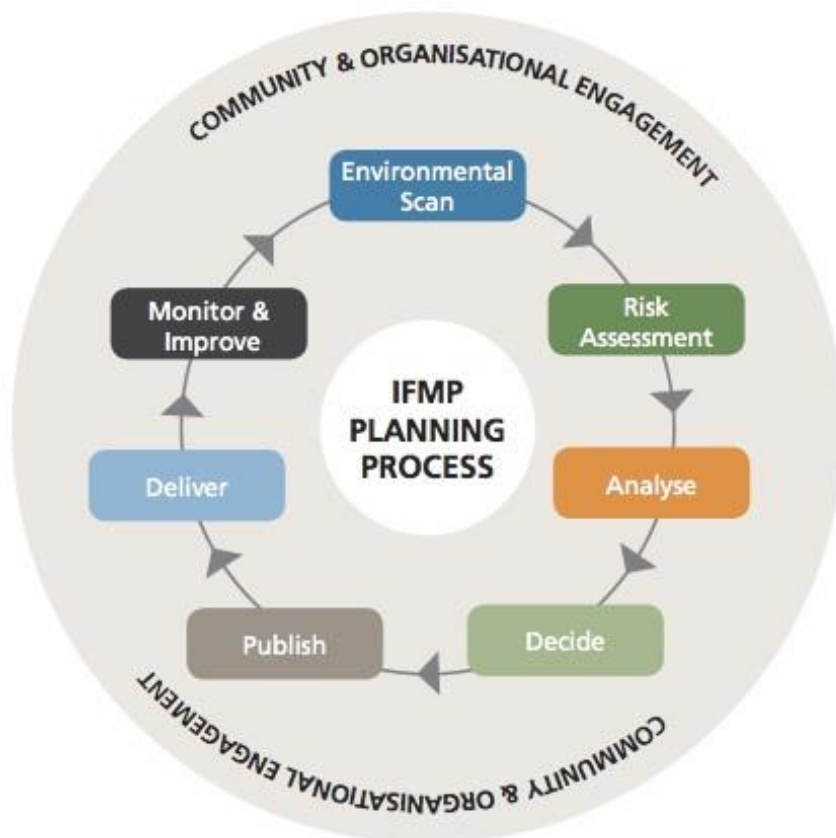 COMMUNITY & ORGANISATIONAL ENGAGEMENT
Environmental
Scan
Risk
Assessment
Analyse
Decide
Publish
Deliver
Monitor &
Improve
IFMP
PLANNING
PROCESS
COMMUNITY & ORGANISATIONAL ENGAGEMENT